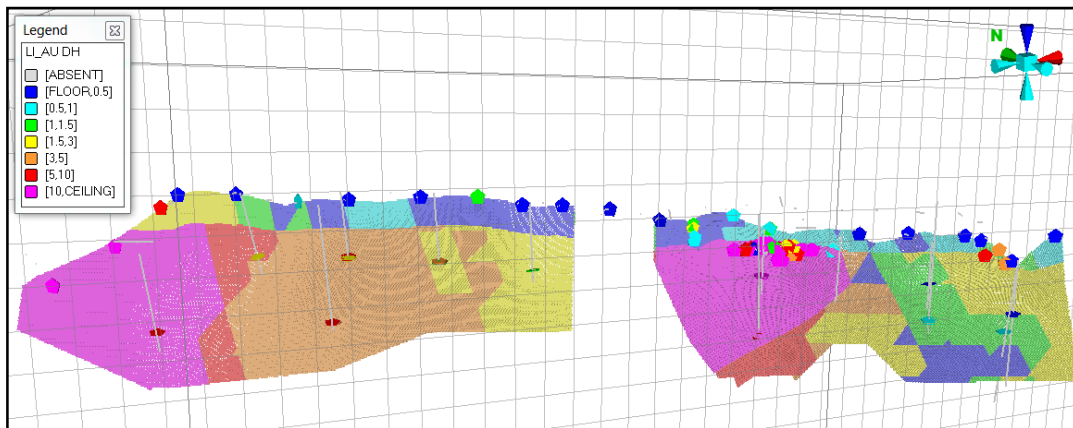 Legend
LI_AU DH
[ABSENT]
[FLOOR,0.5]
[0.5,1]
[1,1.5]
[1.5,3]
[3,5]
[5,10]
[10,CEILING]
N